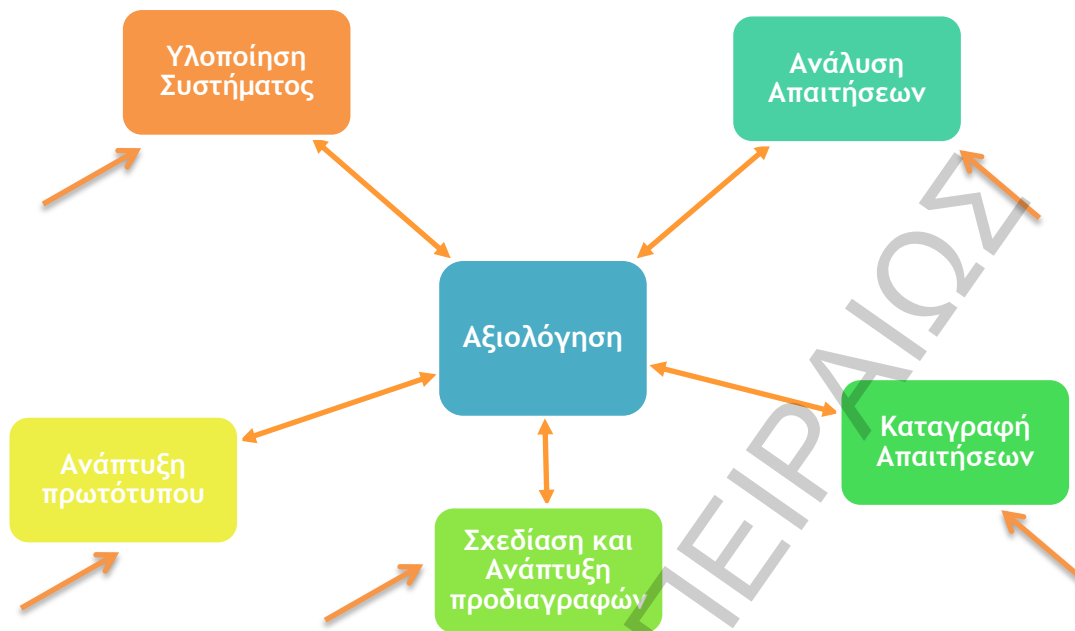 Υλοποίηση
Συστήματος
Ανάλυση
Απαιτήσεων
Αξιολόγηση
Ανάπτυξη
πρωτότυπου
Καταγραφή
Απαιτήσεων
Σχεδίαση και
Ανάπτυξη
προδιαγραφών
ΠΕΙΡΑΙΩΣ